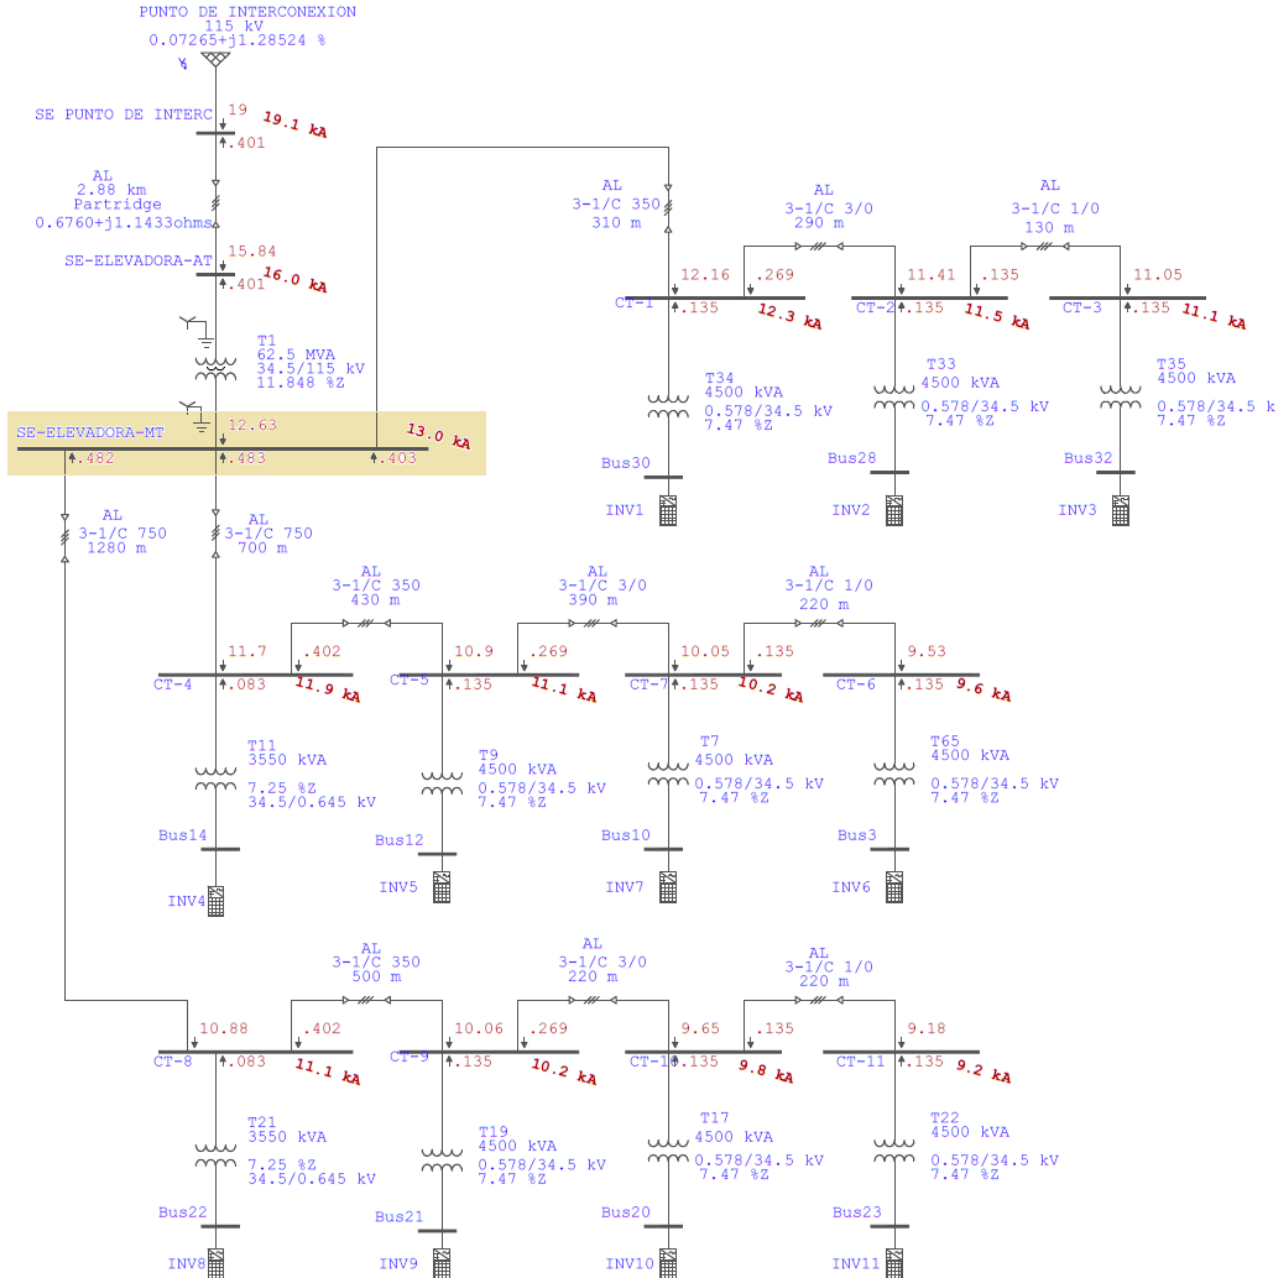 PUNTO DE INTERCONEXION
115 kV
0.07265+j1.28524 %
19
SE PUNTO DE INTERC
19.1 kA
.401
AL
2.88 km
Partridge
0.6760+j1.1433ohms
15.84
SE-ELEVADORA-AT
16.0 kA
.401
T1
62.5 MVA
34.5/115 kV
11.848 %Z
12.63
SE-ELEVADORA-MT
13.0 kA
.482
.483
.403
AL
3-1/C 350
310 m
AL
3-1/C 3/0
290 m
AL
3-1/C 1/0
130 m
12.16
.269
CT-1
.135
12.3 kA
11.41
.135
CT-2
.135
11.5 kA
11.05
CT-3
.135
11.1 kA
T34
4500 kVA
0.578/34.5 kV
7.47 %Z
T33
4500 kVA
0.578/34.5 kV
7.47 %Z
T35
4500 kVA
0.578/34.5 k
7.47 %Z
Bus30
Bus28
Bus32
INV1
INV2
INV3
AL
3-1/C 750
1280 m
AL
3-1/C 750
700 m
AL
3-1/C 350
430 m
AL
3-1/C 3/0
390 m
AL
3-1/C 1/0
220 m
11.7
.402
CT-4
.083
11.9 kA
10.9
.269
CT-5
.135
11.1 kA
10.05
.135
CT-7
.135
10.2 kA
9.53
CT-6
.135
9.6 kA
T11
3550 kVA
7.25 %Z
34.5/0.645 kV
T9
4500 kVA
0.578/34.5 kV
7.47 %Z
T7
4500 kVA
0.578/34.5 kV
7.47 %Z
T65
4500 kVA
0.578/34.5 kV
7.47 %Z
Bus14
Bus12
Bus10
Bus3
INV4
INV5
INV7
INV6
AL
3-1/C 350
500 m
AL
3-1/C 3/0
220 m
AL
3-1/C 1/0
220 m
10.88
.402
CT-8
.083
11.1 kA
10.06
.269
CT-9
.135
10.2 kA
9.65
.135
CT-10
.135
9.8 kA
9.18
CT-11
.135
9.2 kA
T21
3550 kVA
7.25 %Z
34.5/0.645 kV
T19
4500 kVA
0.578/34.5 kV
7.47 %Z
T17
4500 kVA
0.578/34.5 kV
7.47 %Z
T22
4500 kVA
0.578/34.5 kV
7.47 %Z
Bus22
Bus21
Bus20
Bus23
INV8
INV9
INV10
INV11